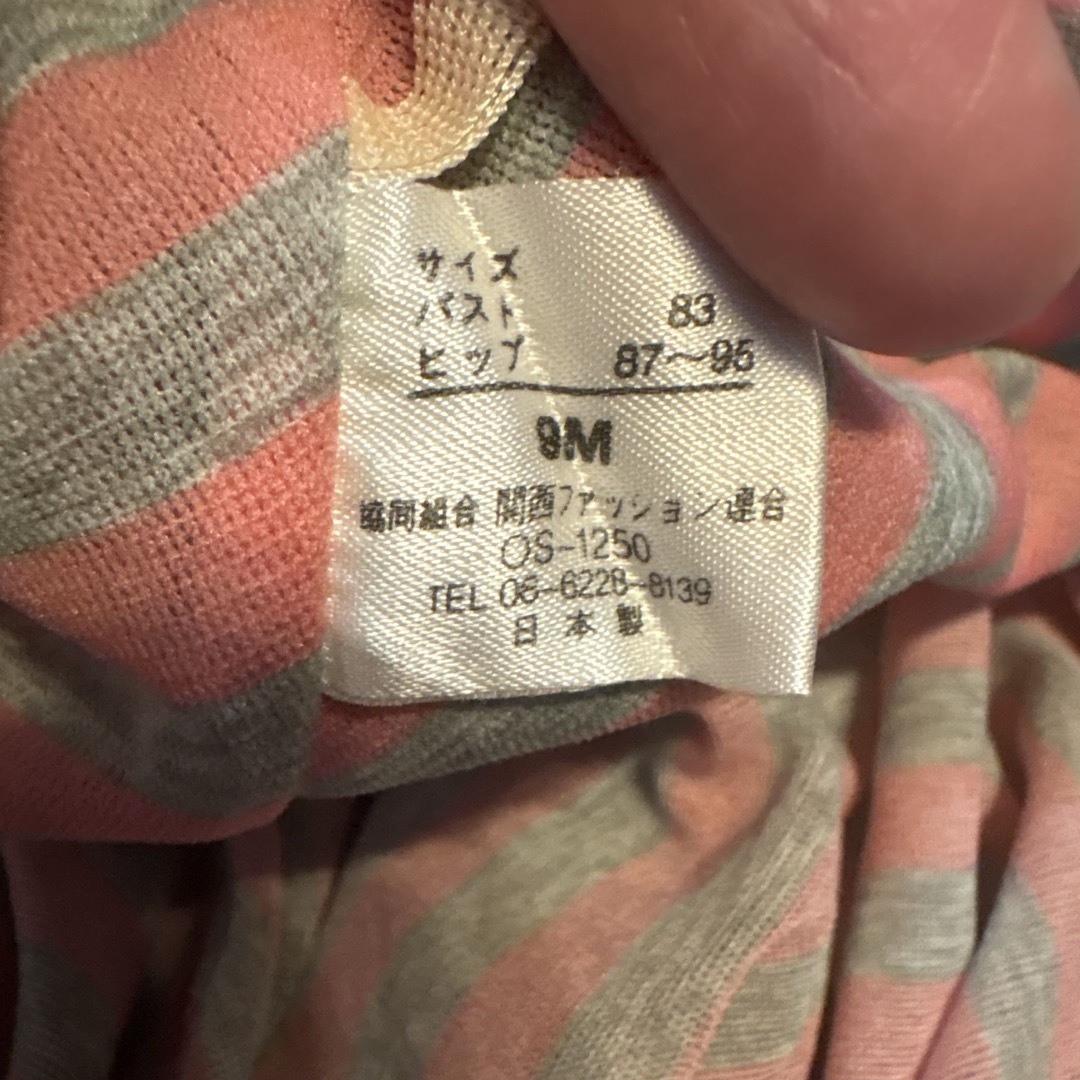 サイズ
バスト 83
ヒップ 87～95
9M
協同組合 関西ファッション連合
OS-1250
TEL 06-6228-8139
日本製